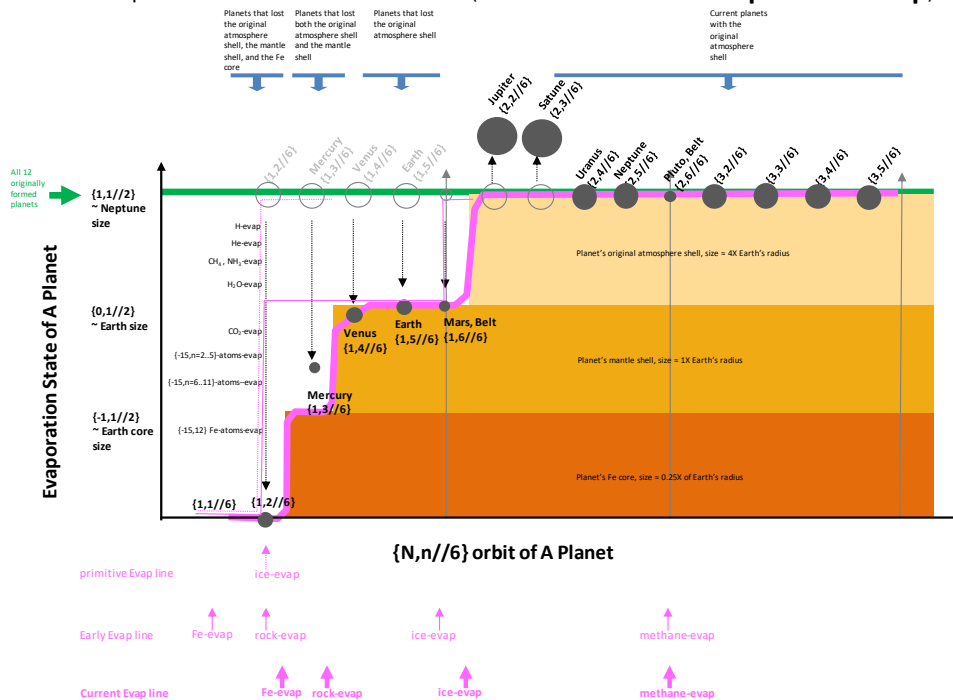 Planets that lost
the original
atmosphere
shell, the mantle
shell, and the Fe
core
Planets that lost
both the original
atmosphere shell
and the mantle
shell
Planets that lost
the original
atmosphere shell
Current planets
with the
original
atmosphere
shell
Jupiter
{2,2//6}
Satune
{2,3//6}
{1,2//6}
Mercury
{1,3//6}
Venus
{1,4//6}
Earth
{1,5//6}
Uranus
{2,4//6}
Neptune
{2,5//6}
Pluto, Belt
{2,6//6}
{3,2//6}
{3,3//6}
{3,4//6}
{3,5//6}
All 12
originally
formed
planets
{1,1//2}
~ Neptune
size
H-evap
He-evap
CH₄ , NH₃-evap
H₂O-evap
Planet's original atmosphere shell, size ≈ 4X Earth's radius
{0,1//2}
~ Earth size
CO₂-evap
{-15,n=2..5}-atoms-evap
{-15,n=6..11}-atoms-evap
Venus
{1,4//6}
Earth
{1,5//6}
Mars, Belt
{1,6//6}
Planet's mantle shell, size ≈ 1X Earth's radius
Mercury
{1,3//6}
{-1,1//2}
~ Earth core
size
{-15,12} Fe-atoms-evap
Planet's Fe core, size ≈ 0.25X of Earth's radius
{1,1//6}
{1,2//6}
Evaporation State of A Planet
{N,n//6} orbit of A Planet
primitive Evap line
ice-evap
Early Evap line
Fe-evap
rock-evap
ice-evap
methane-evap
Current Evap line
Fe-evap
rock-evap
ice-evap
methane-evap